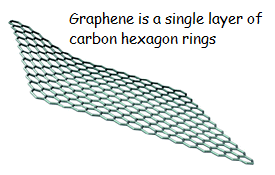 Graphene is a single layer of
carbon hexagon rings